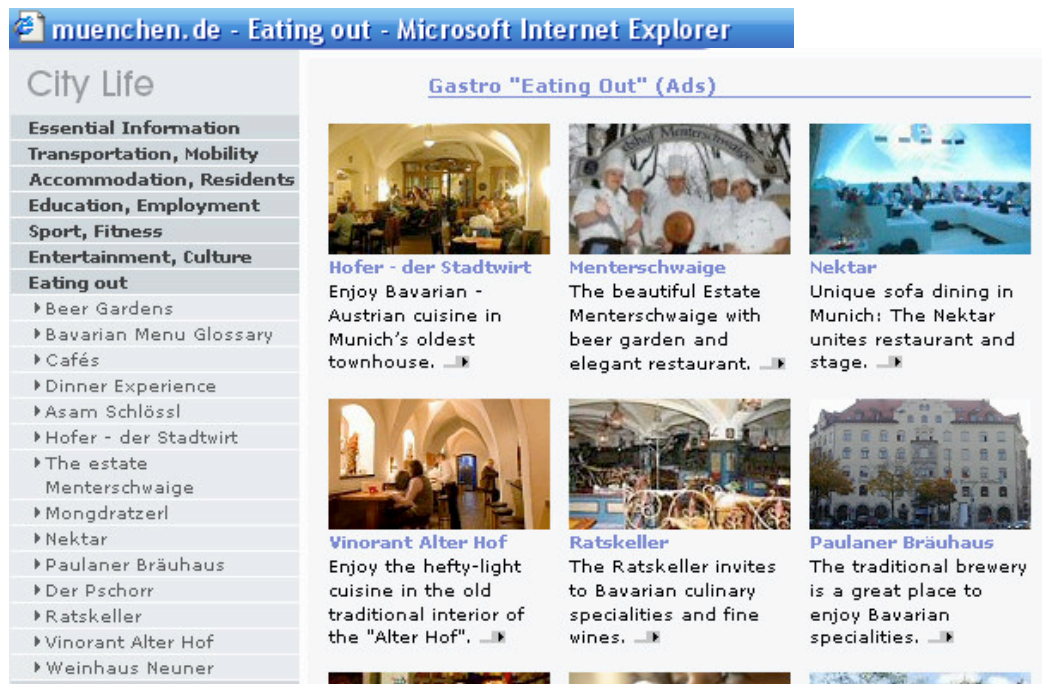 muenchen.de - Eating out - Microsoft Internet Explorer
City Life
Essential Information
Transportation, Mobility
Accommodation, Residents
Education, Employment
Sport, Fitness
Entertainment, Culture
Eating out
Beer Gardens
Bavarian Menu Glossary
Cafés
Dinner Experience
Asam Schlössl
Hofer - der Stadtwirt
The estate
Menterschwaige
Mongdratzerl
Nektar
Paulaner Bräuhaus
Der Pschorr
Ratskeller
Vinorant Alter Hof
Weinhaus Neuner
Gastro "Eating Out" (Ads)
Hofer - der Stadtwirt
Enjoy Bavarian -
Austrian cuisine in
Munich's oldest
townhouse.
Menterschwaige
Menterschwaige
The beautiful Estate
Menterschwaige with
beer garden and
elegant restaurant.
Nektar
Unique sofa dining in
Munich: The Nektar
unites restaurant and
stage.
Vinorant Alter Hof
Enjoy the hefty-light
cuisine in the old
traditional interior of
the "Alter Hof".
Ratskeller
The Ratskeller invites
to Bavarian culinary
specialities and fine
wines.
Paulaner Bräuhaus
The traditional brewery
is a great place to
enjoy Bavarian
specialities.